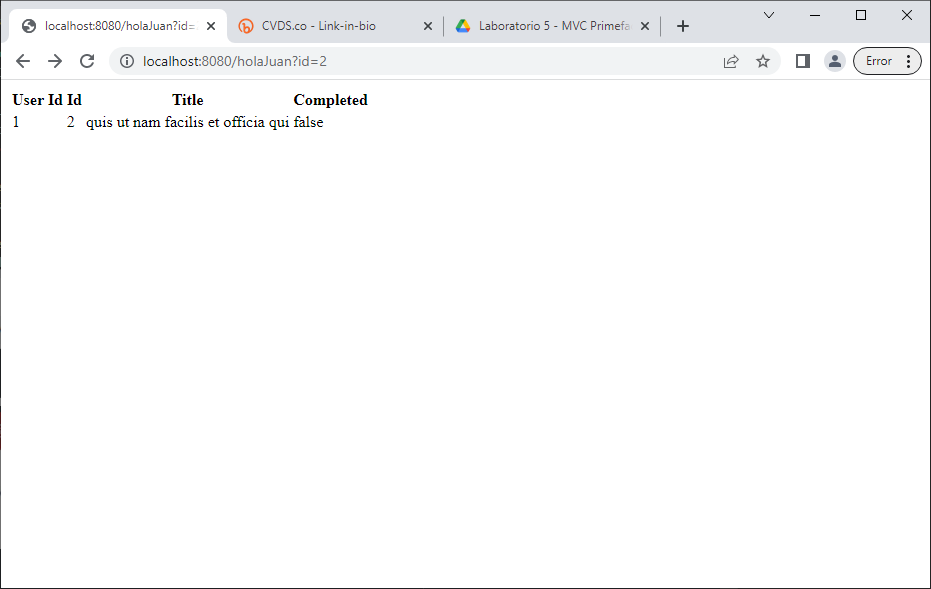 localhost:8080/holaJuan?id=
CVDS.co - Link-in-bio
Laboratorio 5 - MVC Primefa
localhost:8080/holaJuan?id=2
Error
User Id Id Title Completed
1 2 quis ut nam facilis et officia qui false